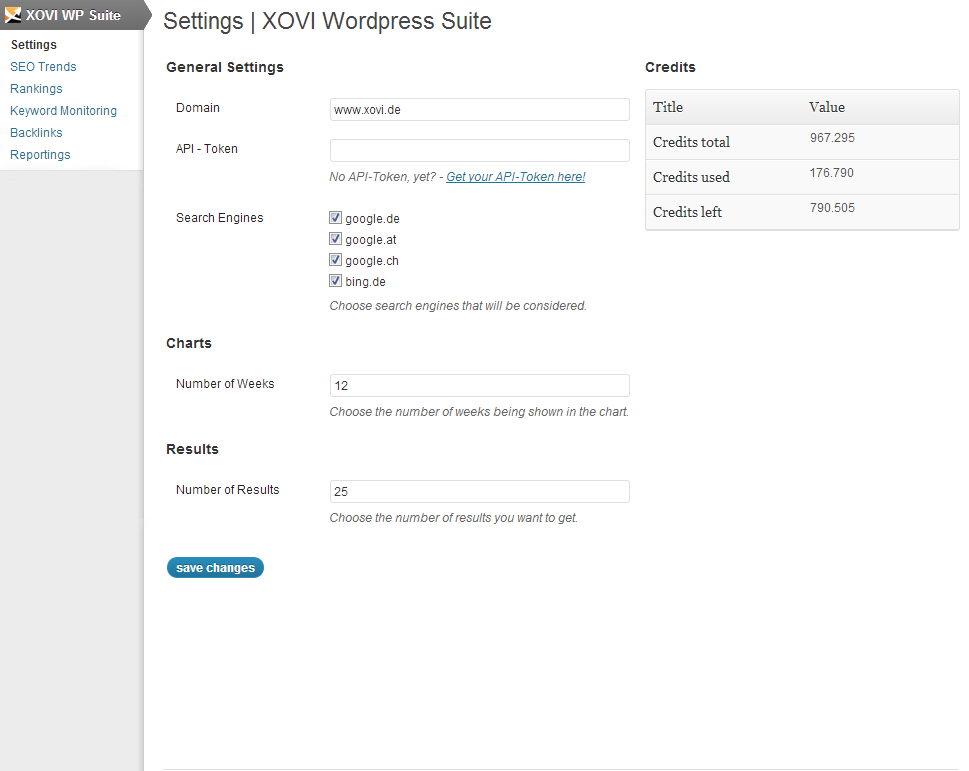 XOVI WP Suite
Settings
SEO Trends
Rankings
Keyword Monitoring
Backlinks
Reportings
Settings | XOVI Wordpress Suite
General Settings
Domain
www.xovi.de
API - Token
No API-Token, yet? - Get your API-Token here!
Search Engines
google.de
google.at
google.ch
bing.de
Choose search engines that will be considered.
Charts
Number of Weeks
12
Choose the number of weeks being shown in the chart.
Results
Number of Results
25
Choose the number of results you want to get.
save changes
Credits
Title Value
Credits total 967.295
Credits used 176.790
Credits left 790.505